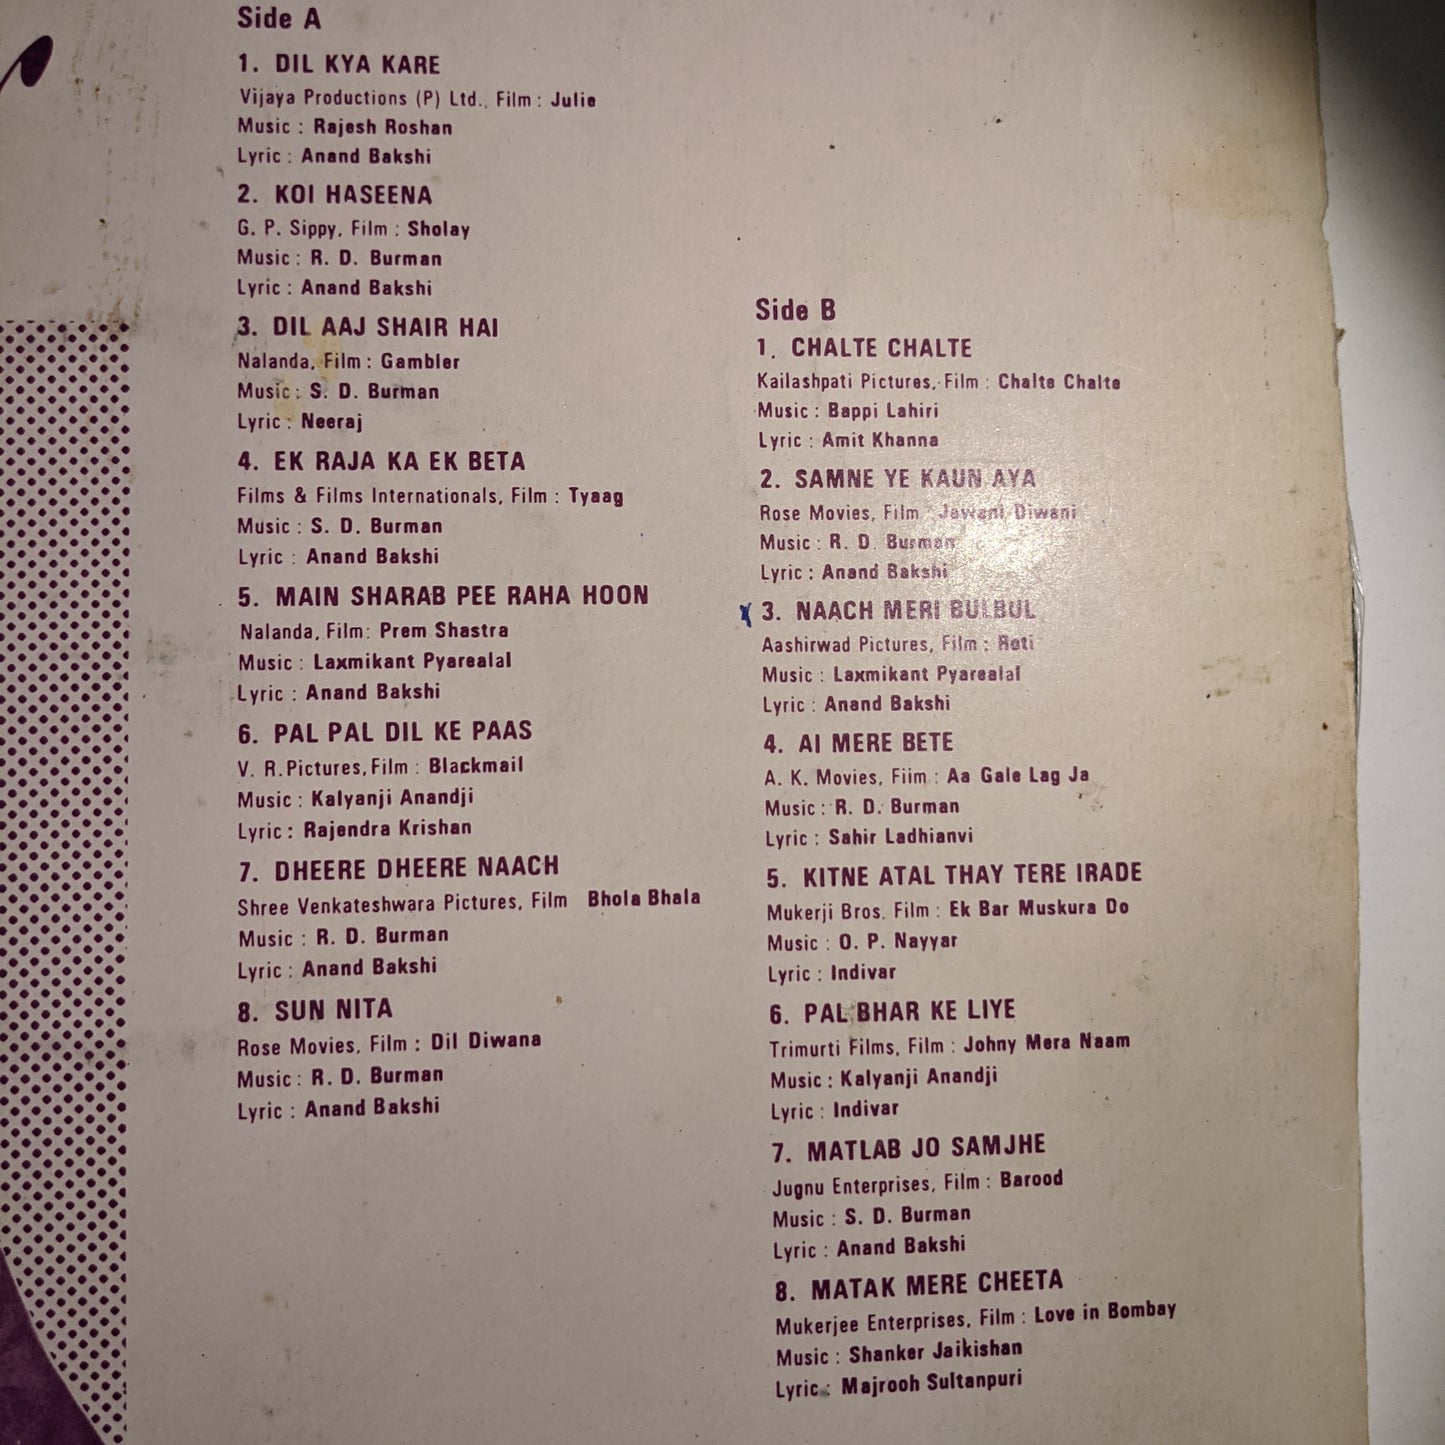 Side A
1. DIL KYA KARE
Vijaya Productions (P) Ltd., Film : Julie
Music : Rajesh Roshan
Lyric : Anand Bakshi
2. KOI HASEENA
G. P. Sippy, Film : Sholay
Music : R. D. Burman
Lyric : Anand Bakshi
3. DIL AAJ SHAIR HAI
Nalanda, Film : Gambler
Music : S. D. Burman
Lyric : Neeraj
4. EK RAJA KA EK BETA
Films & Films Internationals, Film : Tyaag
Music : S. D. Burman
Lyric : Anand Bakshi
5. MAIN SHARAB PEE RAHA HOON
Nalanda, Film: Prem Shastra
Music : Laxmikant Pyarealal
Lyric : Anand Bakshi
6. PAL PAL DIL KE PAAS
V. R. Pictures, Film : Blackmail
Music : Kalyanji Anandji
Lyric : Rajendra Krishan
7. DHEERE DHEERE NAACH
Shree Venkateshwara Pictures, Film Bhola Bhala
Music : R. D. Burman
Lyric : Anand Bakshi
8. SUN NITA
Rose Movies, Film : Dil Diwana
Music : R. D. Burman
Lyric : Anand Bakshi
Side B
1. CHALTE CHALTE
Kailashpati Pictures, Film : Chalte Chalte
Music : Bappi Lahiri
Lyric : Amit Khanna
2. SAMNE YE KAUN AYA
Rose Movies, Film : Jawani Diwani
Music : R. D. Burman
Lyric : Anand Bakshi
3. NAACH MERI BULBUL
Aashirwad Pictures, Film : Roti
Music : Laxmikant Pyarealal
Lyric : Anand Bakshi
4. AI MERE BETE
A. K. Movies, Fiim : Aa Gale Lag Ja
Music : R. D. Burman
Lyric : Sahir Ladhianvi
5. KITNE ATAL THAY TERE IRADE
Mukerji Bros. Film : Ek Bar Muskura Do
Music : O. P. Nayyar
Lyric : Indivar
6. PAL BHAR KE LIYE
Trimurti Films, Film : Johny Mera Naam
Music : Kalyanji Anandji
Lyric : Indivar
7. MATLAB JO SAMJHE
Jugnu Enterprises, Film : Barood
Music : S. D. Burman
Lyric : Anand Bakshi
8. MATAK MERE CHEETA
Mukerjee Enterprises, Film : Love in Bombay
Music : Shanker Jaikishan
Lyric : Majrooh Sultanpuri